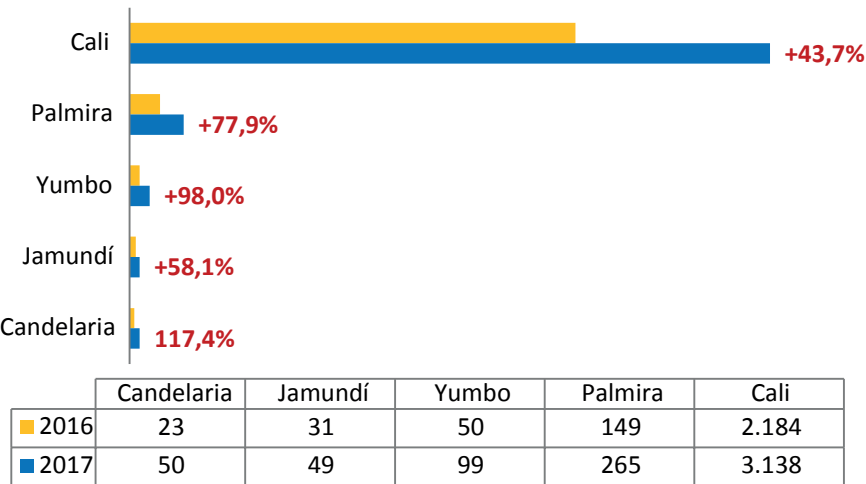 Cali
+43,7%
Palmira
+77,9%
Yumbo
+98,0%
Jamundí
+58,1%
Candelaria
117,4%
Candelaria Jamundí Yumbo Palmira Cali
2016 23 31 50 149 2.184
2017 50 49 99 265 3.138